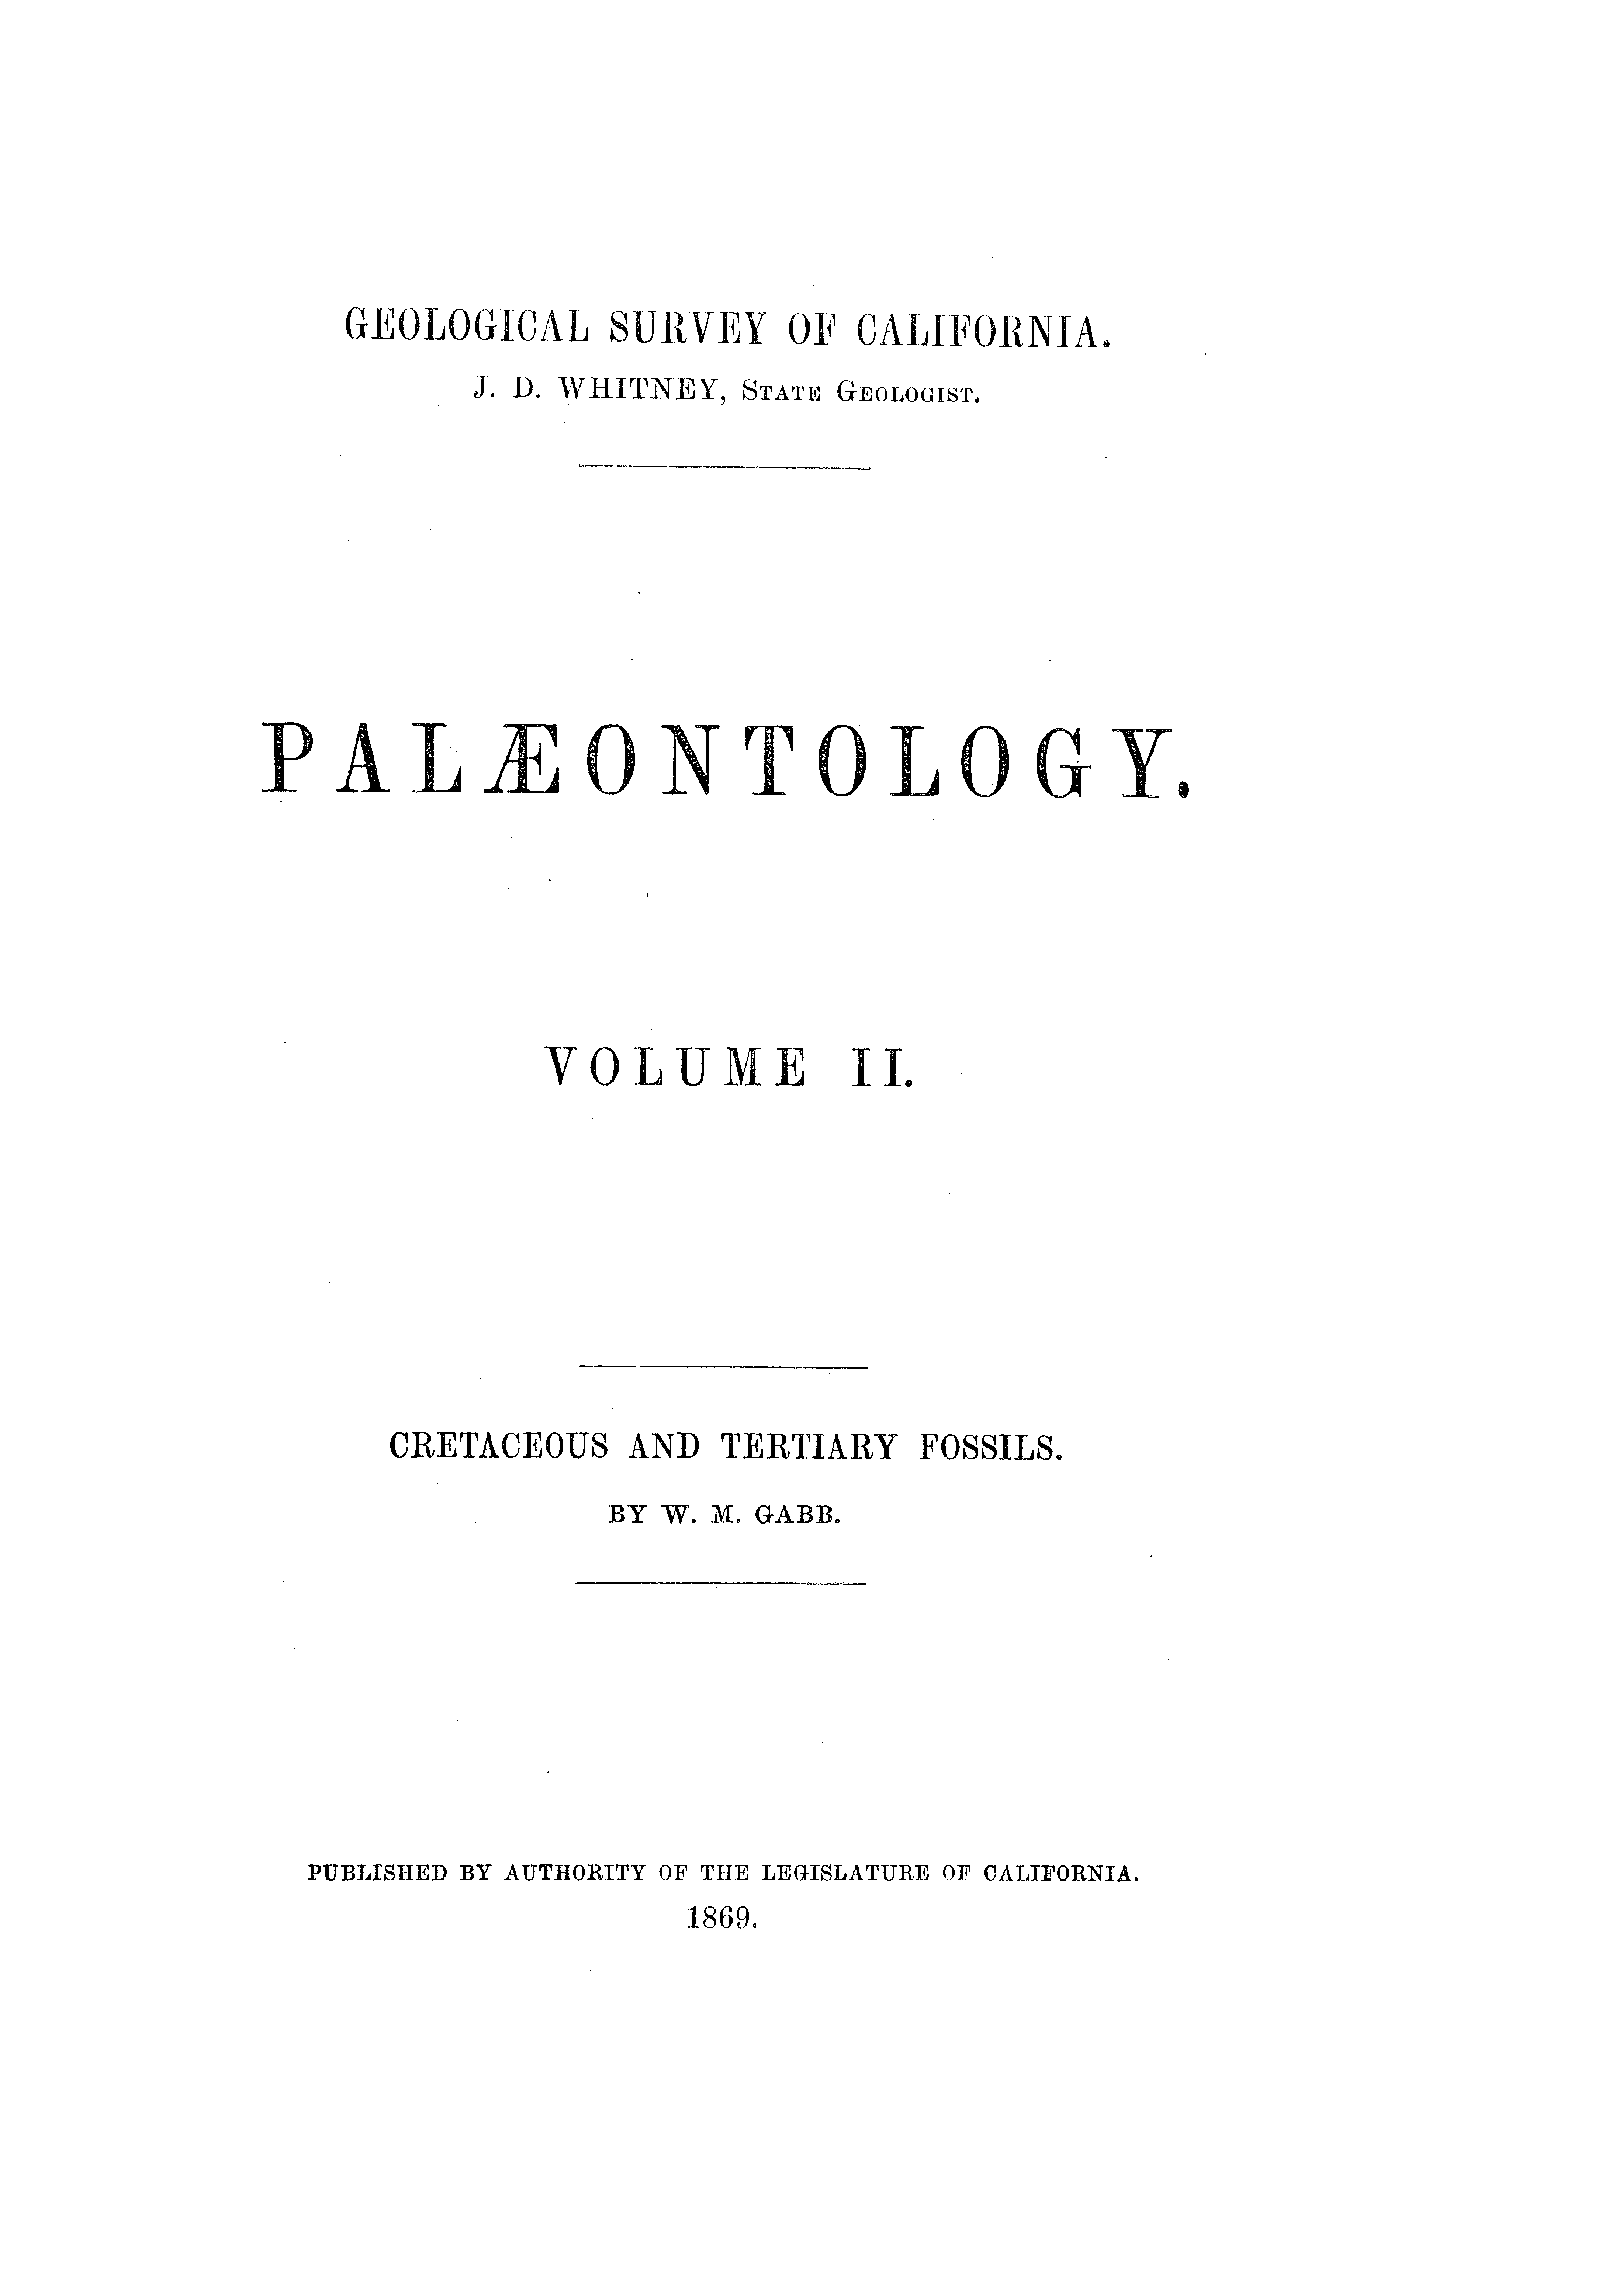 GEOLOGICAL SURVEY OF CALIFORNIA.
J. D. WHITNEY, STATE GEOLOGIST.
PALÆONTOLOGY.
VOLUME II.
CRETACEOUS AND TERTIARY FOSSILS.
BY W. M. GABB.
PUBLISHED BY AUTHORITY OF THE LEGISLATURE OF CALIFORNIA.
1869.